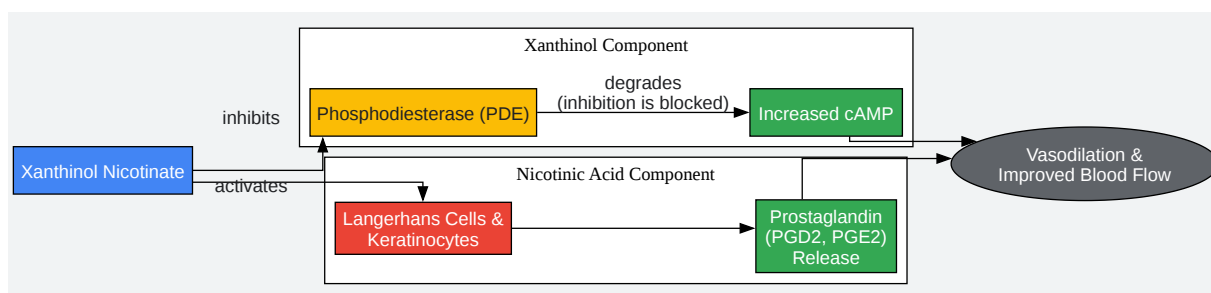 Xanthinol Component
degrades
(inhibition is blocked)
Phosphodiesterase (PDE)
Increased cAMP
inhibits
Xanthinol Nicotinate
activates
Nicotinic Acid Component
Langerhans Cells &
Keratinocytes
Prostaglandin
(PGD2, PGE2)
Release
Vasodilation &
Improved Blood Flow